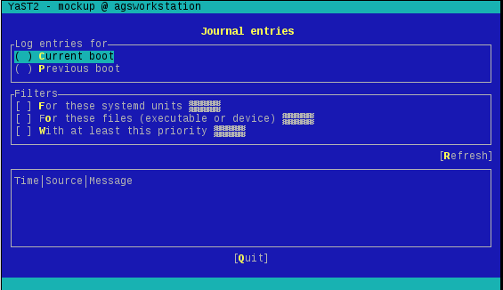 YaST2 - mockup @ agsworkstation
Journal entries
Log entries for
( ) Current boot
( ) Previous boot
Filters
[ ] For these systemd units
[ ] For these files (executable or device)
[ ] With at least this priority
[Refresh]
Time|Source|Message
[Quit]